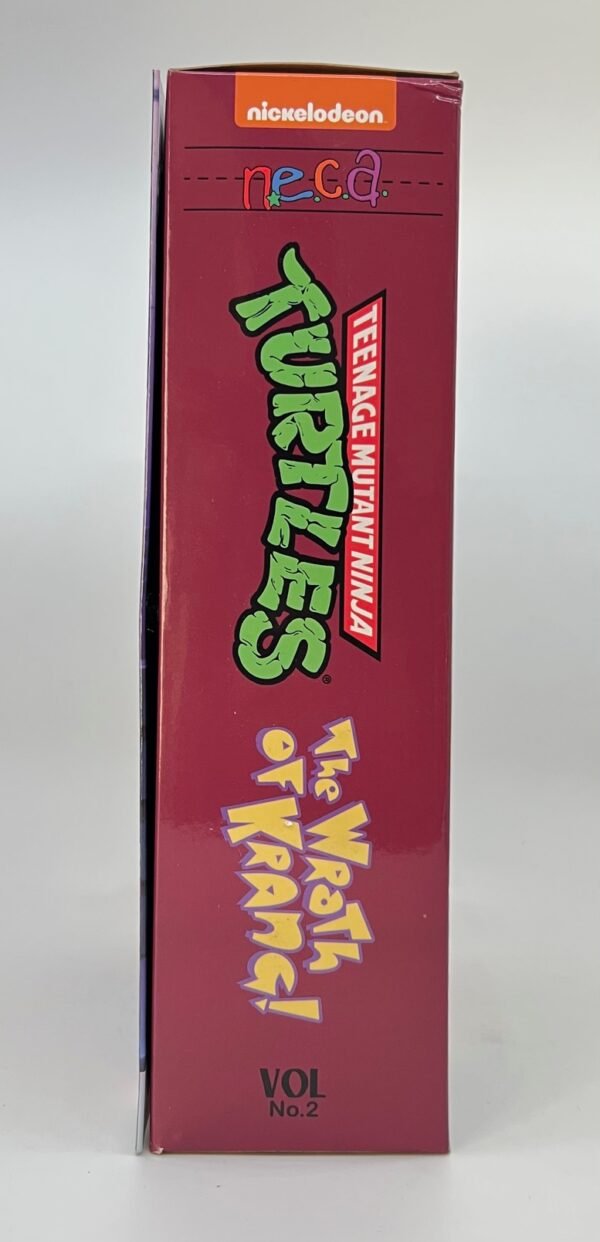 nickelodeon
n.e.c.a.
TEENAGE MUTANT NINJA
TURTLES®
The WRaTh
OF KRANG!
VOL
No.2